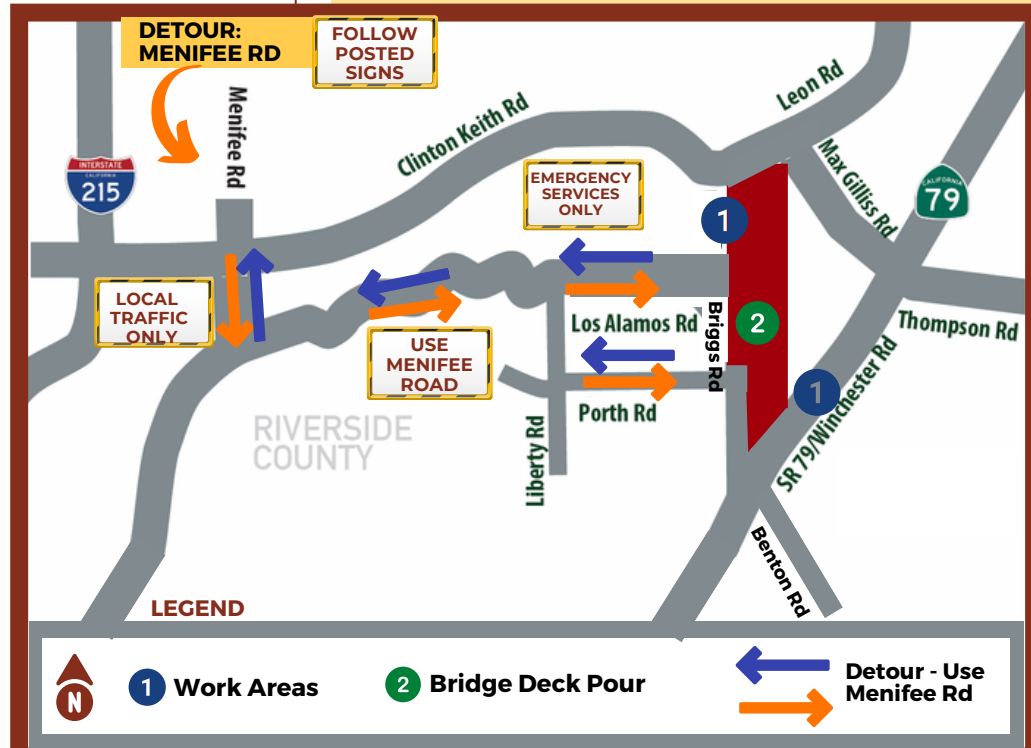 DETOUR:
MENIFEE RD
FOLLOW
POSTED
SIGNS
Menifee Rd
INTERSTATE
CALIFORNIA
215
Clinton Keith Rd
Leon Rd
Max Gilliss Rd
CALIFORNIA
79
EMERGENCY
SERVICES
ONLY
1
LOCAL
TRAFFIC
ONLY
USE
MENIFEE
ROAD
Los Alamos Rd
Briggs Rd
2
Thompson Rd
Porth Rd
1
SR 79/Winchester Rd
RIVERSIDE
COUNTY
Liberty Rd
Benton Rd
LEGEND
N
1 Work Areas
2 Bridge Deck Pour
Detour - Use
Menifee Rd